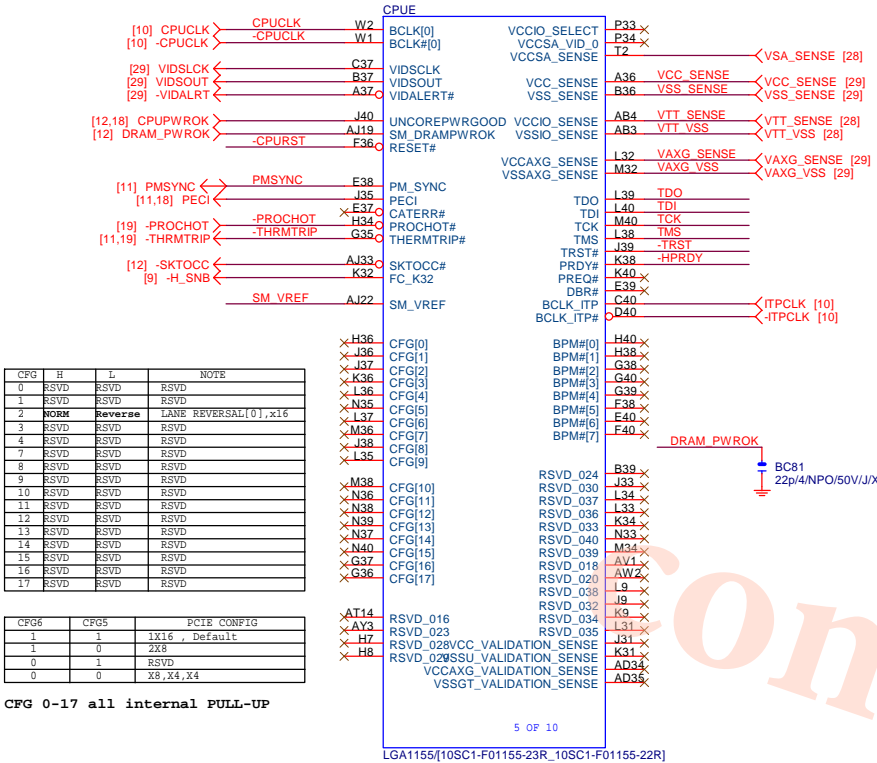 CPUE
[10] CPUCLK CPUCLK W2 BCLK[0] VCCIO_SELECT P33
[10] -CPUCLK -CPUCLK W1 BCLK#[0] VCCSA_VID_0 P34
VCCSA_SENSE T2 VSA_SENSE [28]
[29] VIDSLCK C37 VIDSCLK
[29] VIDSOUT B37 VIDSOUT VCC_SENSE A36 VCC_SENSE VCC_SENSE [29]
[29] -VIDALRT A37 VIDALERT# VSS_SENSE B36 VSS_SENSE VSS_SENSE [29]
[12,18] CPUPWROK J40 UNCOREPWRGOOD VCCIO_SENSE AB4 VTT_SENSE VTT_SENSE [28]
[12] DRAM_PWROK AJ19 SM_DRAMPWROK VSSIO_SENSE AB3 VTT_VSS VTT_VSS [28]
-CPURST F36 RESET#
VCCAXG_SENSE L32 VAXG_SENSE VAXG_SENSE [29]
VSSAXG_SENSE M32 VAXG_VSS VAXG_VSS [29]
[11] PMSYNC PMSYNC E38 PM_SYNC
[11,18] PECI J35 PECI TDO L39 TDO
E37 CATERR# TDI L40 TDI
[19] -PROCHOT -PROCHOT H34 PROCHOT# TCK M40 TCK
[11,19] -THRMTRIP -THRMTRIP G35 THERMTRIP# TMS L38 TMS
TRST# J39 -TRST
[12] -SKTOCC AJ33 SKTOCC# PRDY# K38 -HPRDY
[9] -H_SNB K32 FC_K32 PREQ# K40
DBR# E39
SM_VREF AJ22 SM_VREF BCLK_ITP C40 ITPCLK [10]
BCLK_ITP# D40 -ITPCLK [10]
H36 CFG[0] BPM#[0] H40
J36 CFG[1] BPM#[1] H38
J37 CFG[2] BPM#[2] G38
K36 CFG[3] BPM#[3] G40
L36 CFG[4] BPM#[4] G39
N35 CFG[5] BPM#[5] F38
L37 CFG[6] BPM#[6] E40
M36 CFG[7] BPM#[7] F40
J38 CFG[8]
L35 CFG[9]
DRAM_PWROK
BC81
22p/4/NPO/50V/J/X
M38 CFG[10] RSVD_024 B39
N36 CFG[11] RSVD_030 J33
N38 CFG[12] RSVD_037 L34
N39 CFG[13] RSVD_036 L33
N37 CFG[14] RSVD_033 K34
N40 CFG[15] RSVD_040 N33
G37 CFG[16] RSVD_039 M34
G36 CFG[17] RSVD_018 AV1
RSVD_020 AW2
RSVD_038 L9
RSVD_032 J9
AT14 RSVD_016 RSVD_034 K9
AY3 RSVD_023 RSVD_035 L31
H7 RSVD_028 VCC_VALIDATION_SENSE J31
H8 RSVD_029 VSSU_VALIDATION_SENSE K31
VCCAXG_VALIDATION_SENSE AD34
VSSGT_VALIDATION_SENSE AD35
5 OF 10
LGA1155/[10SC1-F01155-23R_10SC1-F01155-22R]
CFG H L NOTE
0 RSVD RSVD RSVD
1 RSVD RSVD RSVD
2 NORM Reverse LANE REVERSAL[0],x16
3 RSVD RSVD RSVD
4 RSVD RSVD RSVD
7 RSVD RSVD RSVD
8 RSVD RSVD RSVD
9 RSVD RSVD RSVD
10 RSVD RSVD RSVD
11 RSVD RSVD RSVD
12 RSVD RSVD RSVD
13 RSVD RSVD RSVD
14 RSVD RSVD RSVD
15 RSVD RSVD RSVD
16 RSVD RSVD RSVD
17 RSVD RSVD RSVD
CFG6 CFG5 PCIE CONFIG
1 1 1X16 , Default
1 0 2X8
0 1 RSVD
0 0 X8,X4,X4
CFG 0-17 all internal PULL-UP
Con